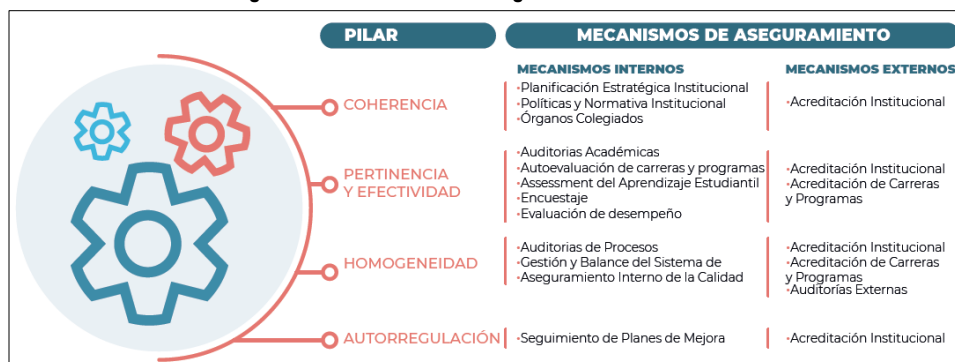 PILAR
MECANISMOS DE ASEGURAMIENTO
MECANISMOS INTERNOS
MECANISMOS EXTERNOS
COHERENCIA
•Planificación Estratégica Institucional
•Políticas y Normativa Institucional
•Órganos Colegiados
•Acreditación Institucional
PERTINENCIA
Y EFECTIVIDAD
•Auditorias Académicas
•Autoevaluación de carreras y programas
•Assessment del Aprendizaje Estudiantil
•Encuestaje
•Evaluación de desempeño
•Acreditación Institucional
•Acreditación de Carreras
y Programas
HOMOGENEIDAD
•Auditorias de Procesos
•Gestión y Balance del Sistema de
•Aseguramiento Interno de la Calidad
•Acreditación Institucional
•Acreditación de Carreras
y Programas
•Auditorías Externas
AUTORREGULACIÓN
•Seguimiento de Planes de Mejora
•Acreditación Institucional